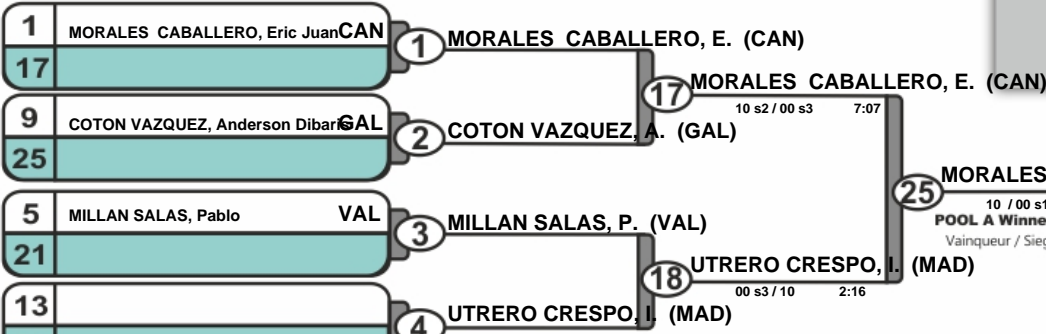 1 MORALES CABALLERO, Eric Juan CAN
17
1 MORALES CABALLERO, E. (CAN)
9 COTON VAZQUEZ, Anderson Dibaris GAL
25
2 COTON VAZQUEZ, A. (GAL)
17 MORALES CABALLERO, E. (CAN)
10 s2 / 00 s3 7:07
5 MILLAN SALAS, Pablo VAL
21
3 MILLAN SALAS, P. (VAL)
13
4 UTRERO CRESPO, I. (MAD)
18 UTRERO CRESPO, I. (MAD)
00 s3 / 10 2:16
25 MORALES
10 / 00 s1
POOL A Winne
Vainqueur / Sieg